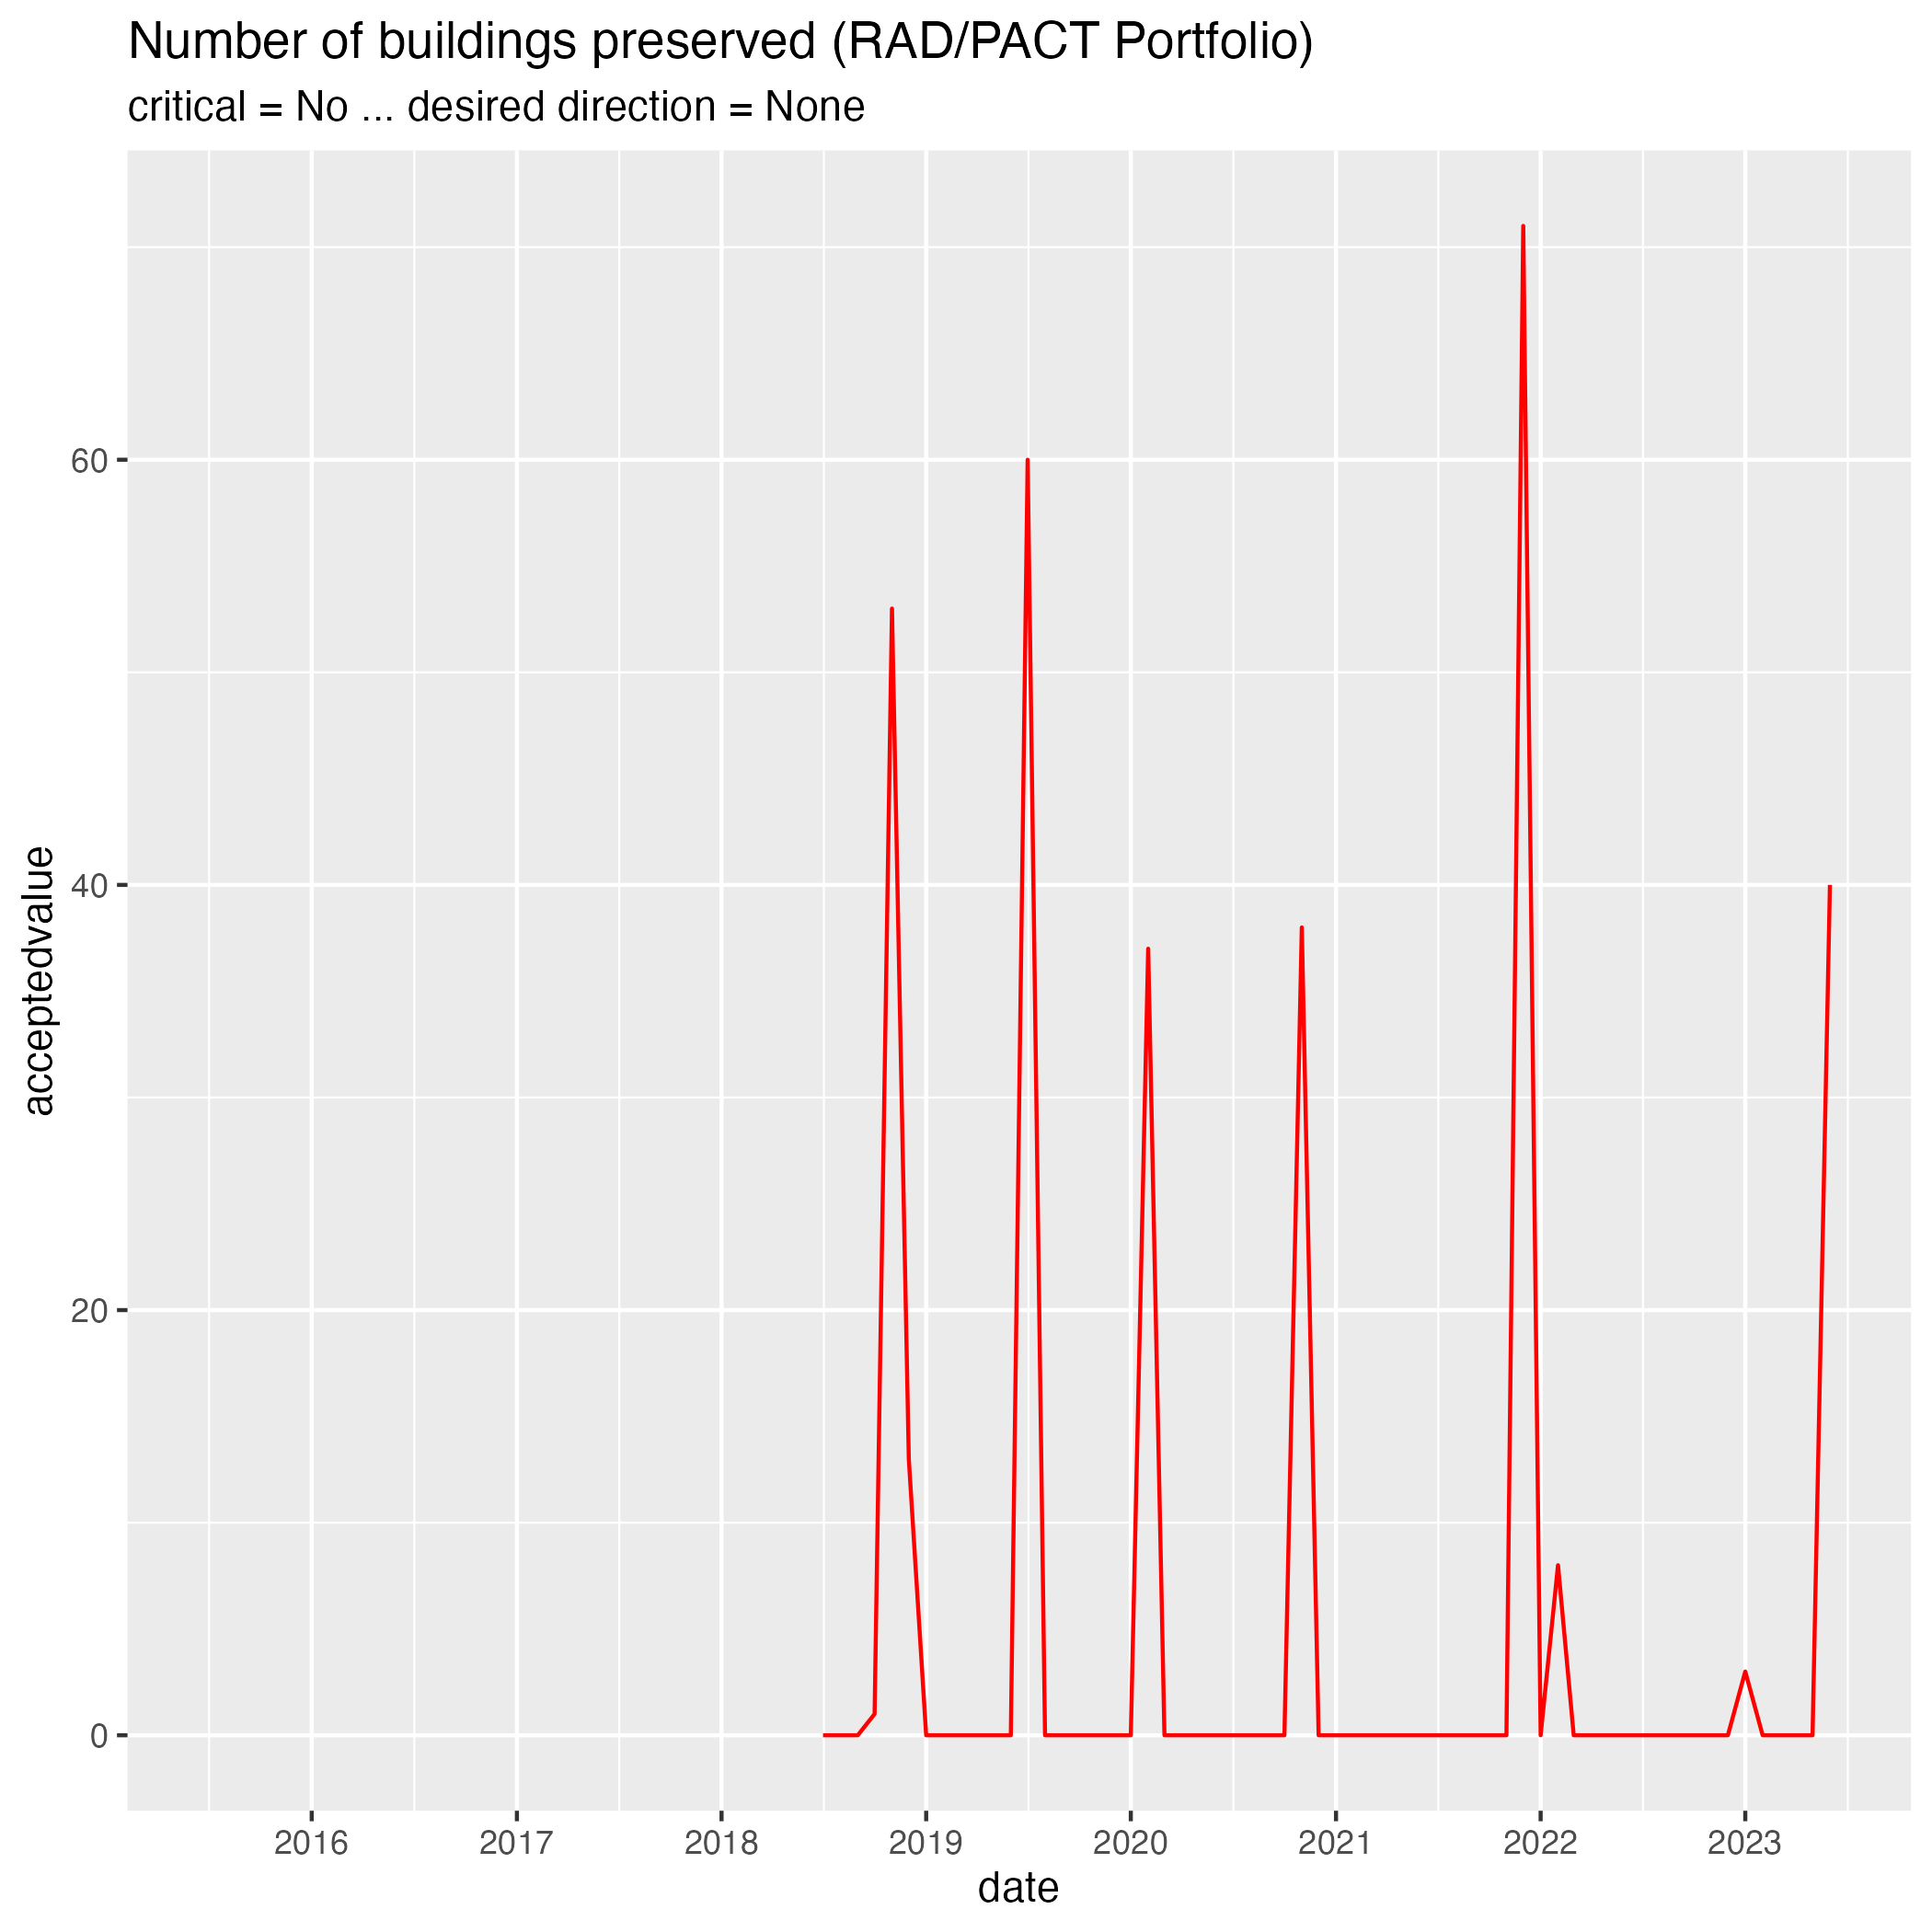 Number of buildings preserved (RAD/PACT Portfolio)
critical = No ... desired direction = None
acceptedvalue
60
40
20
0
2016 2017 2018 2019 2020 2021 2022 2023
date